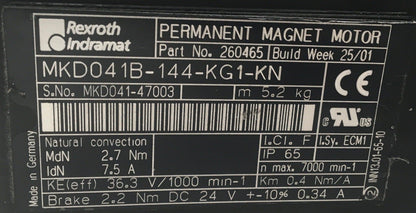 Rexroth
Indramat
PERMANENT MAGNET MOTOR
Part No. 260465 Build Week 25/01
MKD041B-144-KG1-KN
S.No. MKD041-47003 m 5.2 kg
CE
Natural convection I.Cl. F I.Sy. ECM1
MdN 2.7 Nm IP 65
IdN 7.5 A n max. 7000 min-1
KE(eff) 36.3 V/1000 min-1 Km 0.4 Nm/A
Brake 2.2 Nm DC 24 V +- 10% 0.34 A
Made in Germany